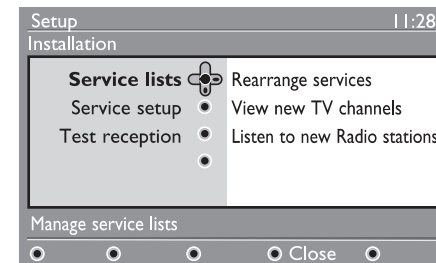 Setup 11:28
Installation
Service lists Rearrange services
Service setup View new TV channels
Test reception Listen to new Radio stations
Manage service lists
Close